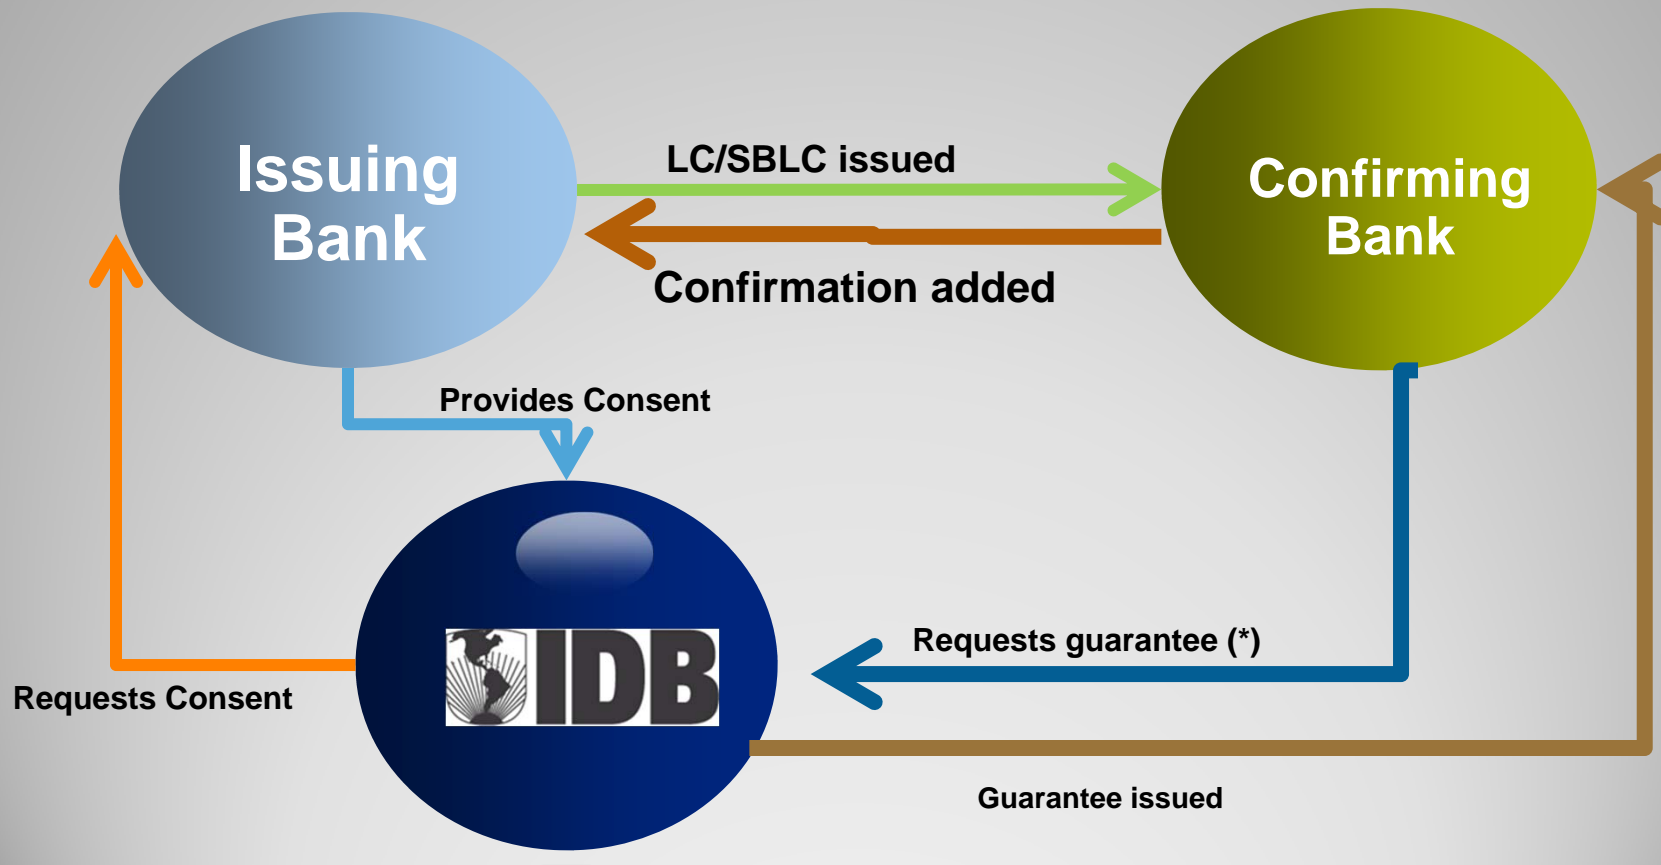 LC/SBLC issued
Issuing
Bank
Confirming
Bank
Confirmation added
Provides Consent
Requests guarantee (*)
IDB
Requests Consent
Guarantee issued